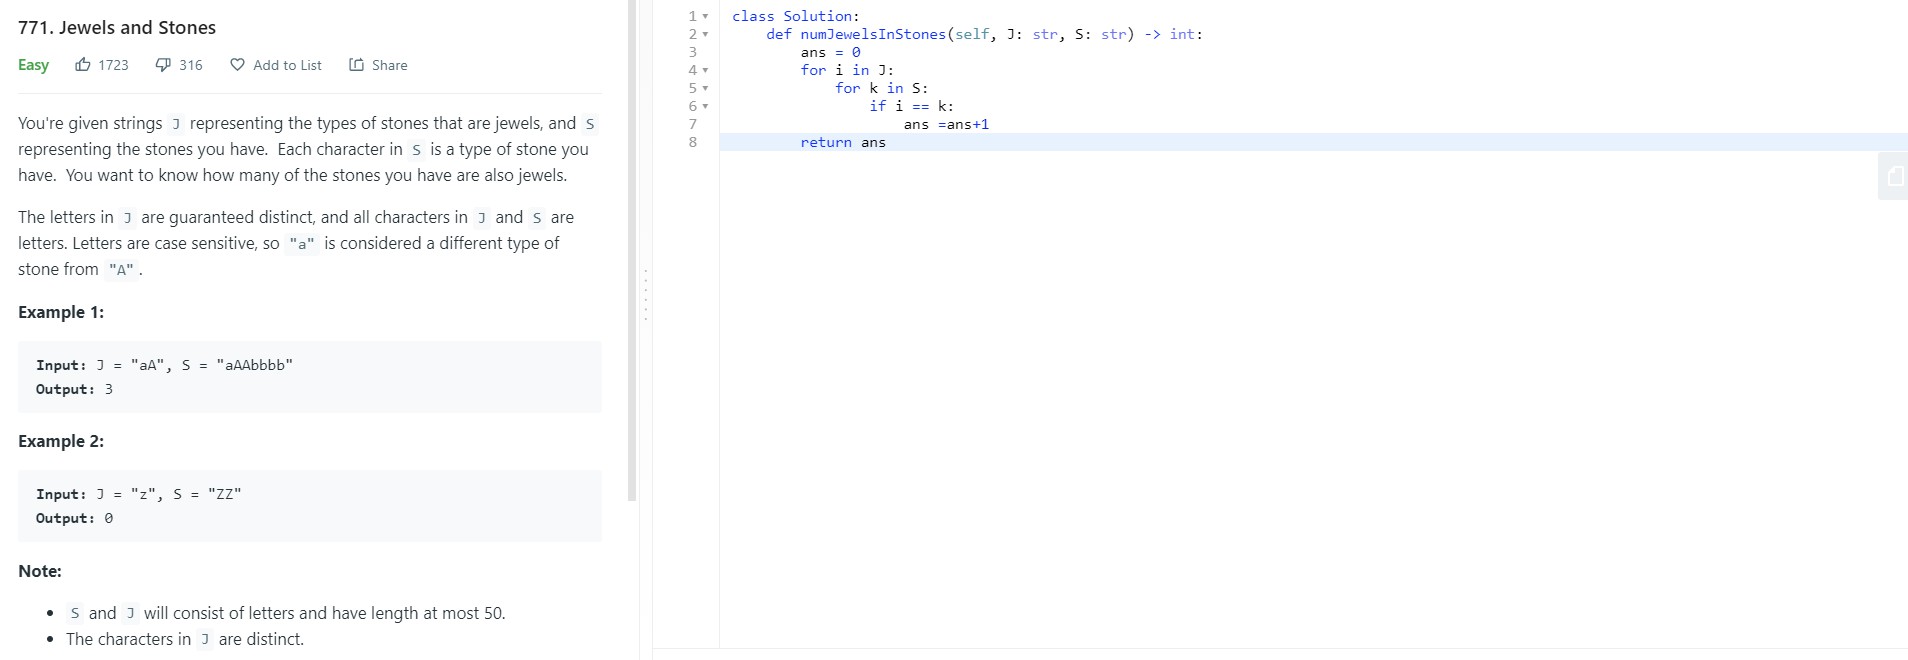 771. Jewels and Stones
Easy 1723 316 Add to List Share
You're given strings J representing the types of stones that are jewels, and S
representing the stones you have. Each character in S is a type of stone you
have. You want to know how many of the stones you have are also jewels.
The letters in J are guaranteed distinct, and all characters in J and S are
letters. Letters are case sensitive, so "a" is considered a different type of
stone from "A".
Example 1:
Input: J = "aA", S = "aAAbbbb"
Output: 3
Example 2:
Input: J = "z", S = "ZZ"
Output: 0
Note:
• S and J will consist of letters and have length at most 50.
• The characters in J are distinct.
1 class Solution:
2     def numJewelsInStones(self, J: str, S: str) -> int:
3         ans = 0
4         for i in J:
5             for k in S:
6                 if i == k:
7                     ans =ans+1
8         return ans